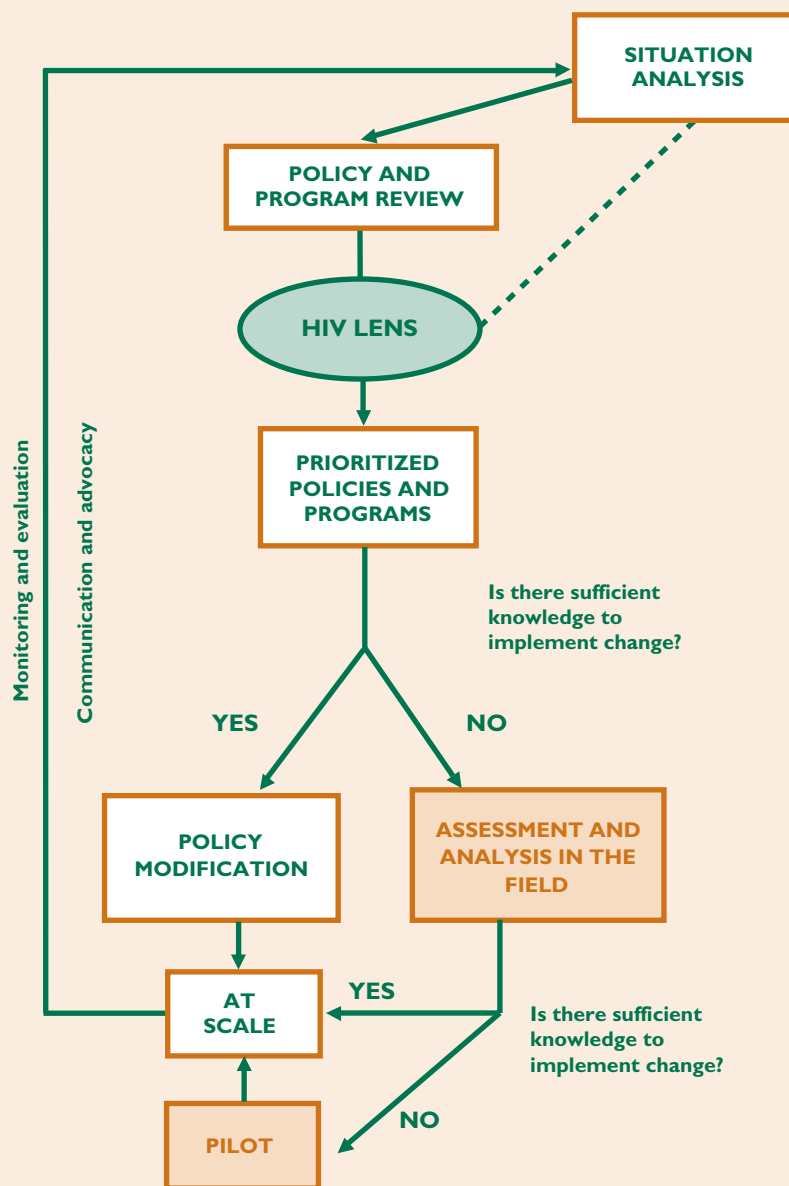 SITUATION
ANALYSIS
POLICY AND
PROGRAM REVIEW
HIV LENS
PRIORITIZED
POLICIES AND
PROGRAMS
Monitoring and evaluation
Communication and advocacy
Is there sufficient
knowledge to
implement change?
YES
NO
POLICY
MODIFICATION
ASSESSMENT AND
ANALYSIS IN THE
FIELD
AT
SCALE
YES
Is there sufficient
knowledge to
implement change?
NO
PILOT